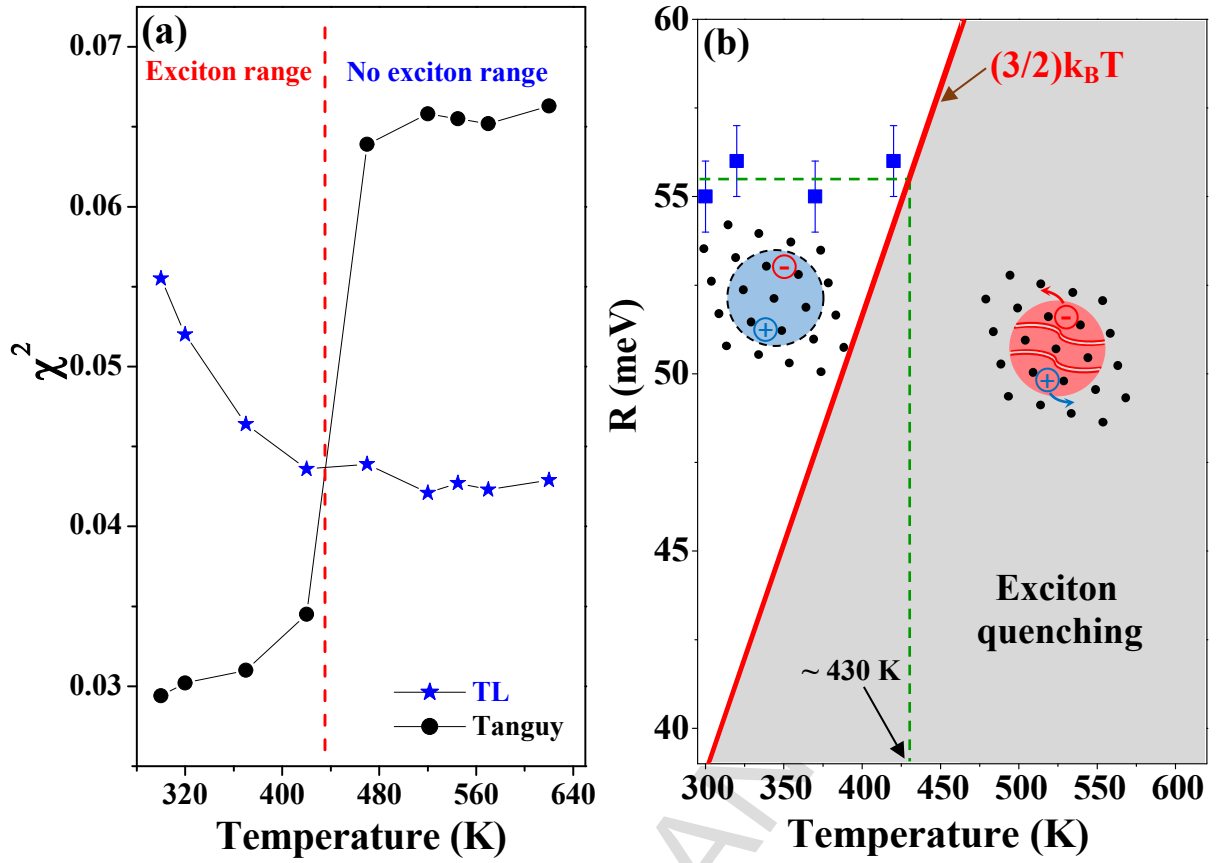 (a)
Exciton range
No exciton range
0.07
0.06
0.05
0.04
0.03
χ²
TL
Tanguy
320 400 480 560 640
Temperature (K)
(b)
(3/2)k_BT
60
55
50
45
40
R (meV)
-
+
-
+
Exciton
quenching
~ 430 K
300 350 400 450 500 550 600
Temperature (K)